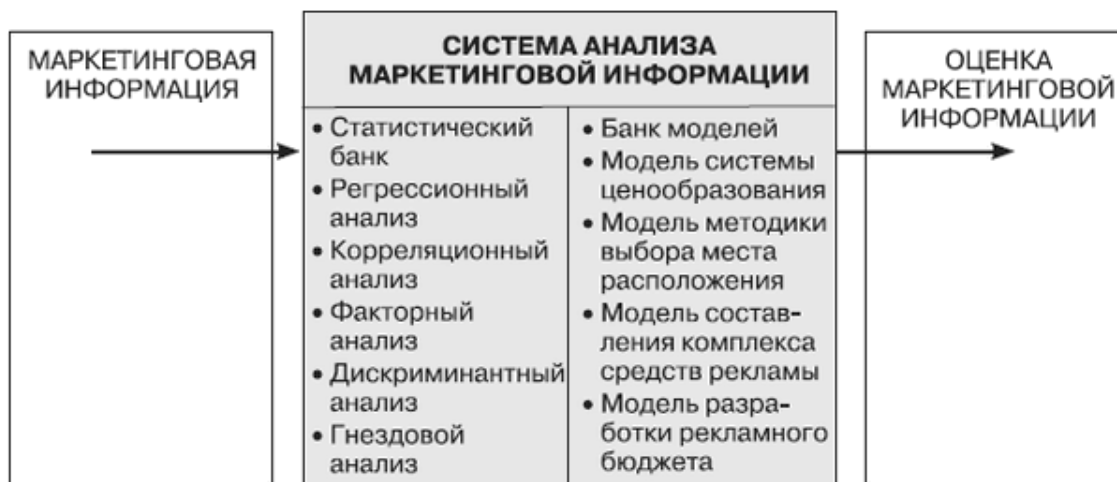 МАРКЕТИНГОВАЯ
ИНФОРМАЦИЯ
СИСТЕМА АНАЛИЗА
МАРКЕТИНГОВОЙ ИНФОРМАЦИИ
• Статистический
банк
• Регрессионный
анализ
• Корреляционный
анализ
• Факторный
анализ
• Дискриминантный
анализ
• Гнездовой
анализ
• Банк моделей
• Модель системы
ценообразования
• Модель методики
выбора места
расположения
• Модель состав-
ления комплекса
средств рекламы
• Модель разра-
ботки рекламного
бюджета
ОЦЕНКА
МАРКЕТИНГОВОЙ
ИНФОРМАЦИИ